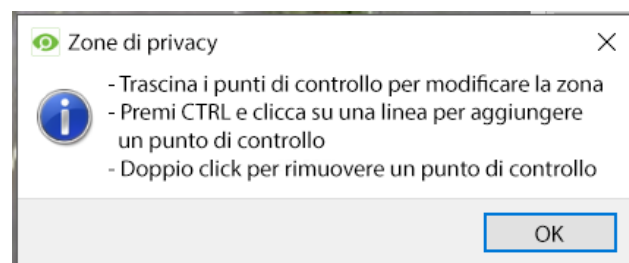 Zone di privacy
- Trascina i punti di controllo per modificare la zona
- Premi CTRL e clicca su una linea per aggiungere
un punto di controllo
- Doppio click per rimuovere un punto di controllo
OK